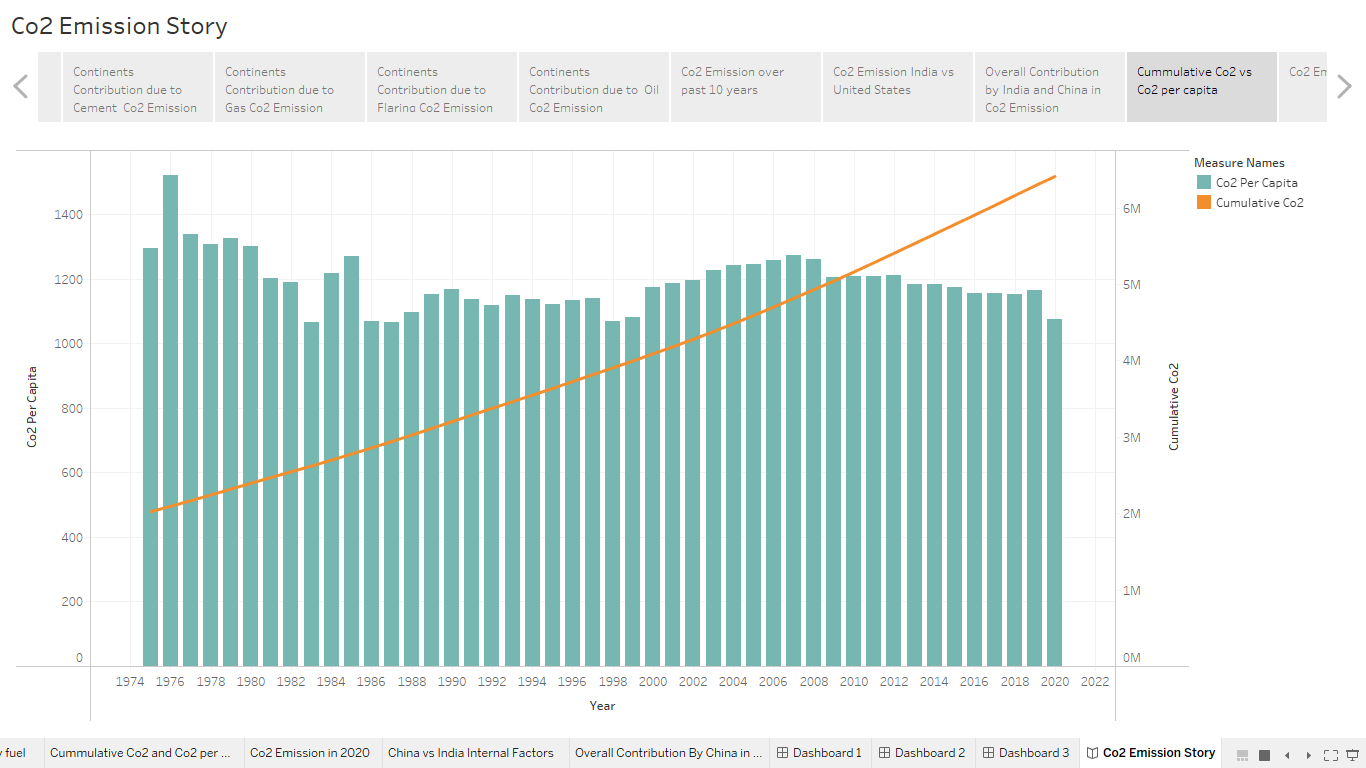 Co2 Emission Story
Continents
Contribution due to
Cement Co2 Emission
Continents
Contribution due to
Gas Co2 Emission
Continents
Contribution due to
Flaring Co2 Emission
Continents
Contribution due to Oil
Co2 Emission
Co2 Emission over
past 10 years
Co2 Emission India vs
United States
Overall Contribution
by India and China in
Co2 Emission
Cummulative Co2 vs
Co2 per capita
Co2 Em
Measure Names
Co2 Per Capita
Cumulative Co2
Co2 Per Capita
1400
1200
1000
800
600
400
200
0
6M
5M
4M
3M
2M
1M
0M
Cumulative Co2
1974 1976 1978 1980 1982 1984 1986 1988 1990 1992 1994 1996 1998 2000 2002 2004 2006 2008 2010 2012 2014 2016 2018 2020 2022
Year
y fuel Cummulative Co2 and Co2 per ... Co2 Emission in 2020 China vs India Internal Factors Overall Contribution By China in ... Dashboard 1 Dashboard 2 Dashboard 3 Co2 Emission Story